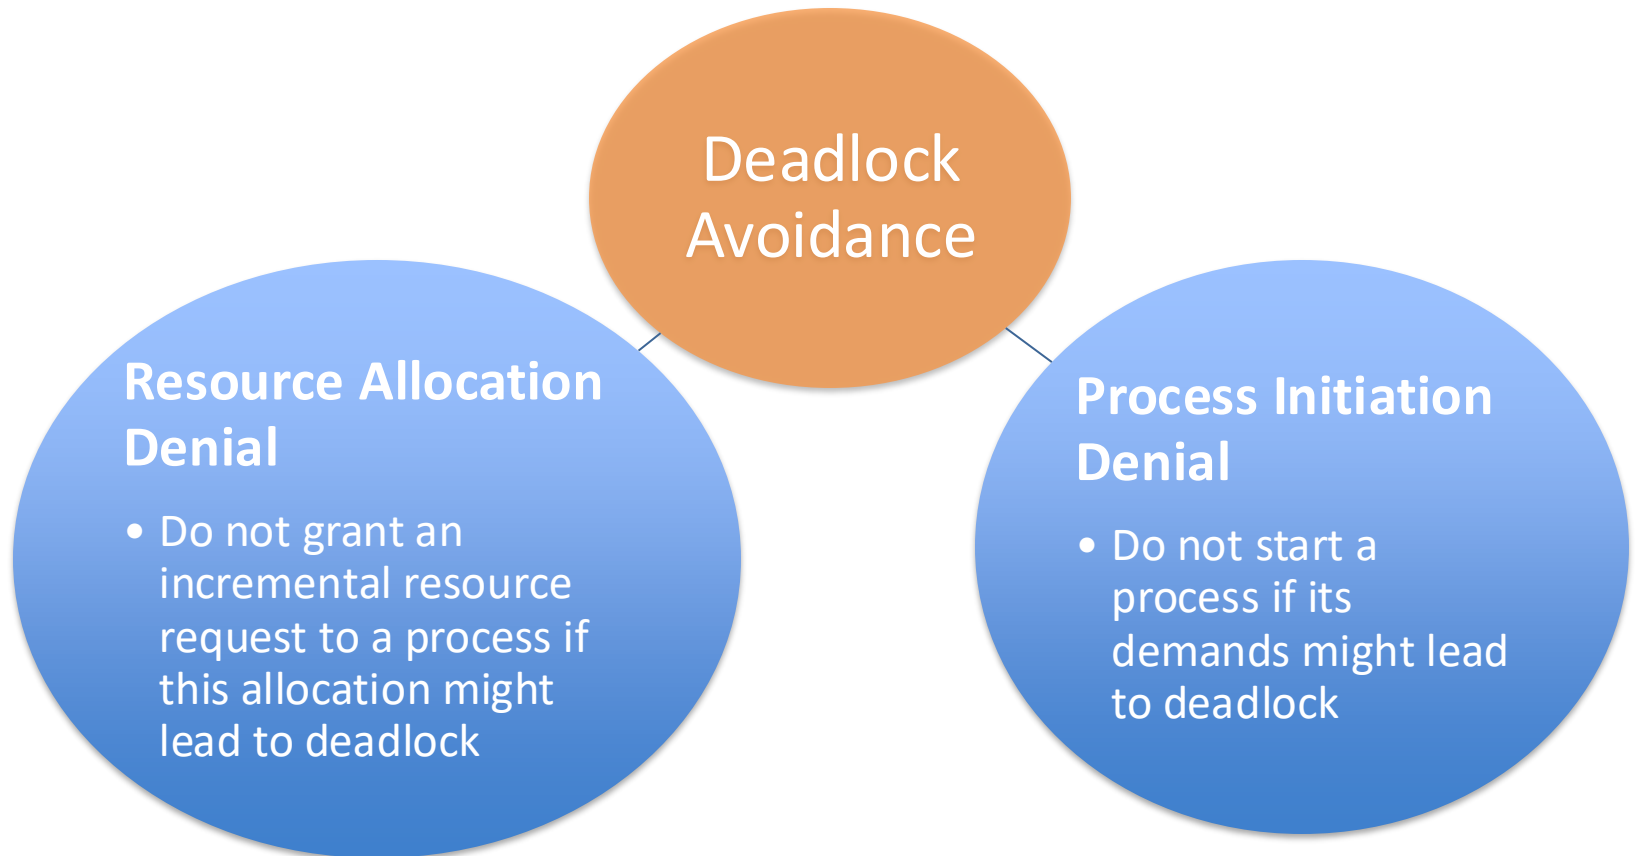 Deadlock
Avoidance
Resource Allocation
Denial
• Do not grant an
incremental resource
request to a process if
this allocation might
lead to deadlock
Process Initiation
Denial
• Do not start a
process if its
demands might lead
to deadlock